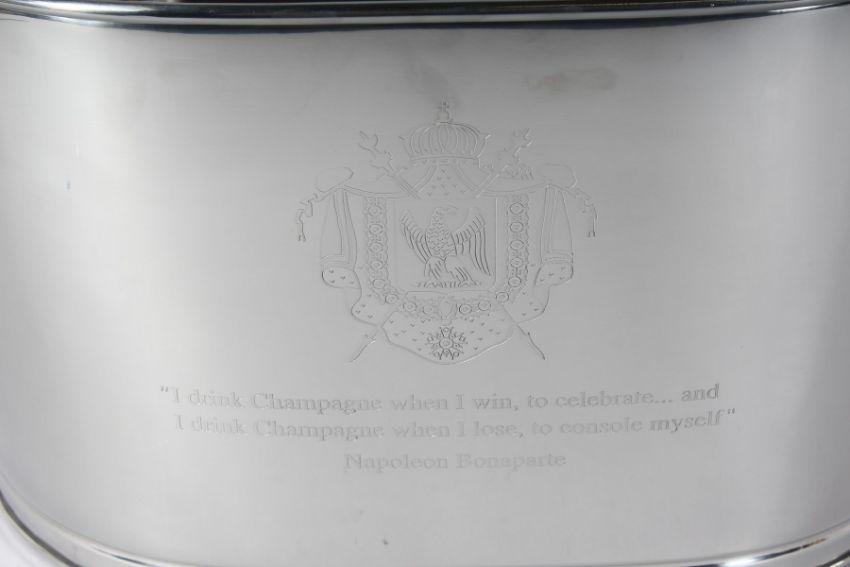 "I drink Champagne when I win, to celebrate... and
I drink Champagne when I lose, to console myself"
Napoleon Bonaparte